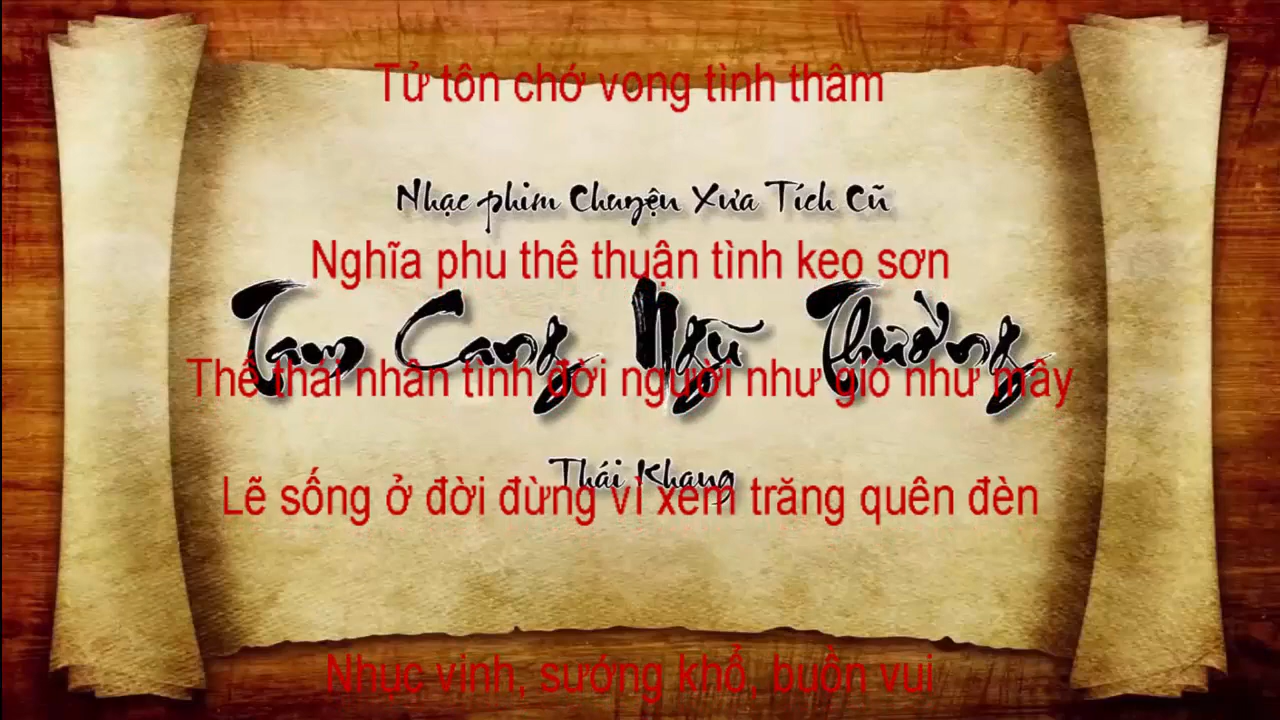 Tử tôn chớ vong tình thâm
Nhạc phim Chuyện Xưa Tích Cũ
Nghĩa phu thê thuận tình keo sơn
Tam Cang Ngũ Thường
Thế thái nhân tình đời người như gió như mây
Thái Khang
Lẽ sống ở đời đừng vì xem trăng quên đèn
Nhục vinh, sướng khổ, buồn vui